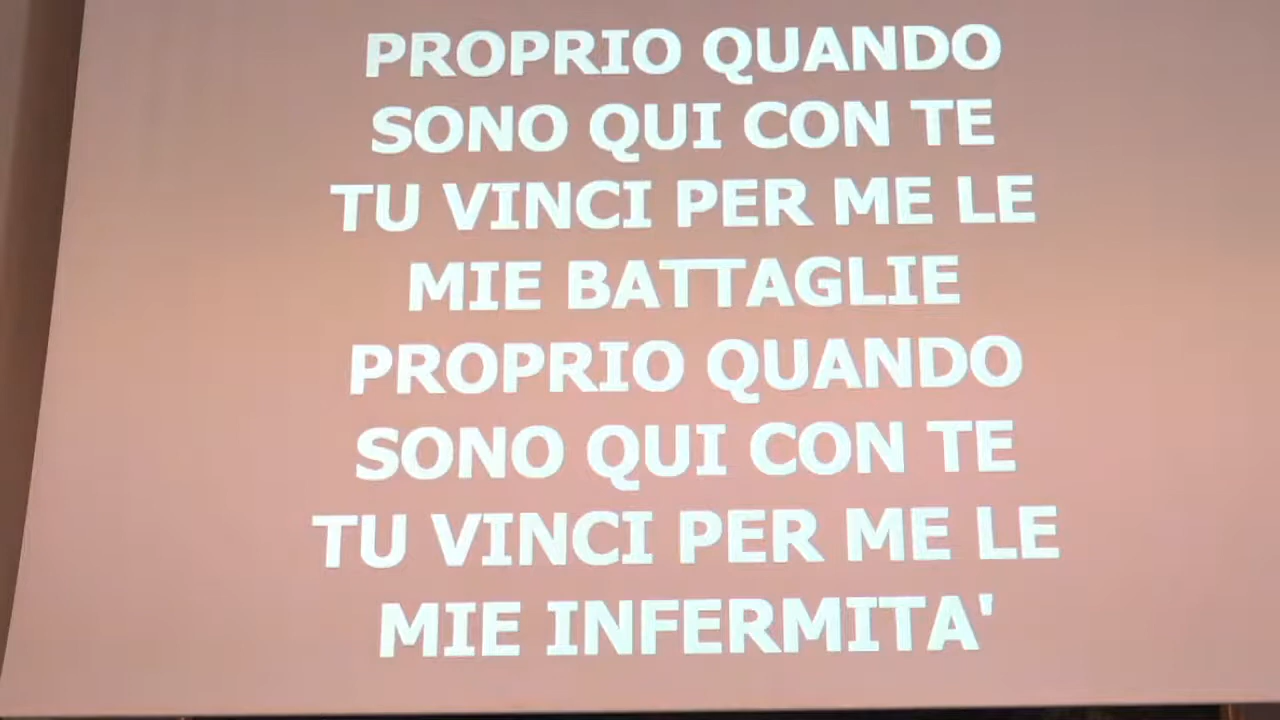 PROPRIO QUANDO
SONO QUI CON TE
TU VINCI PER ME LE
MIE BATTAGLIE
PROPRIO QUANDO
SONO QUI CON TE
TU VINCI PER ME LE
MIE INFERMITA'